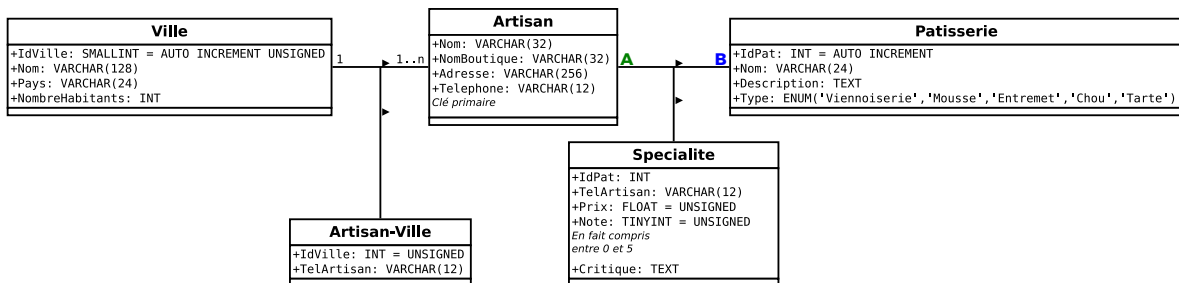 Ville
+IdVille: SMALLINT = AUTO INCREMENT UNSIGNED
+Nom: VARCHAR(128)
+Pays: VARCHAR(24)
+NombreHabitants: INT
1
1..n
Artisan
+Nom: VARCHAR(32)
+NomBoutique: VARCHAR(32)
+Adresse: VARCHAR(256)
+Telephone: VARCHAR(12)
Clé primaire
A
B
Patisserie
+IdPat: INT = AUTO INCREMENT
+Nom: VARCHAR(24)
+Description: TEXT
+Type: ENUM('Viennoiserie','Mousse','Entremet','Chou','Tarte')
Artisan-Ville
+IdVille: INT = UNSIGNED
+TelArtisan: VARCHAR(12)
Specialite
+IdPat: INT
+TelArtisan: VARCHAR(12)
+Prix: FLOAT = UNSIGNED
+Note: TINYINT = UNSIGNED
En fait compris
entre 0 et 5
+Critique: TEXT